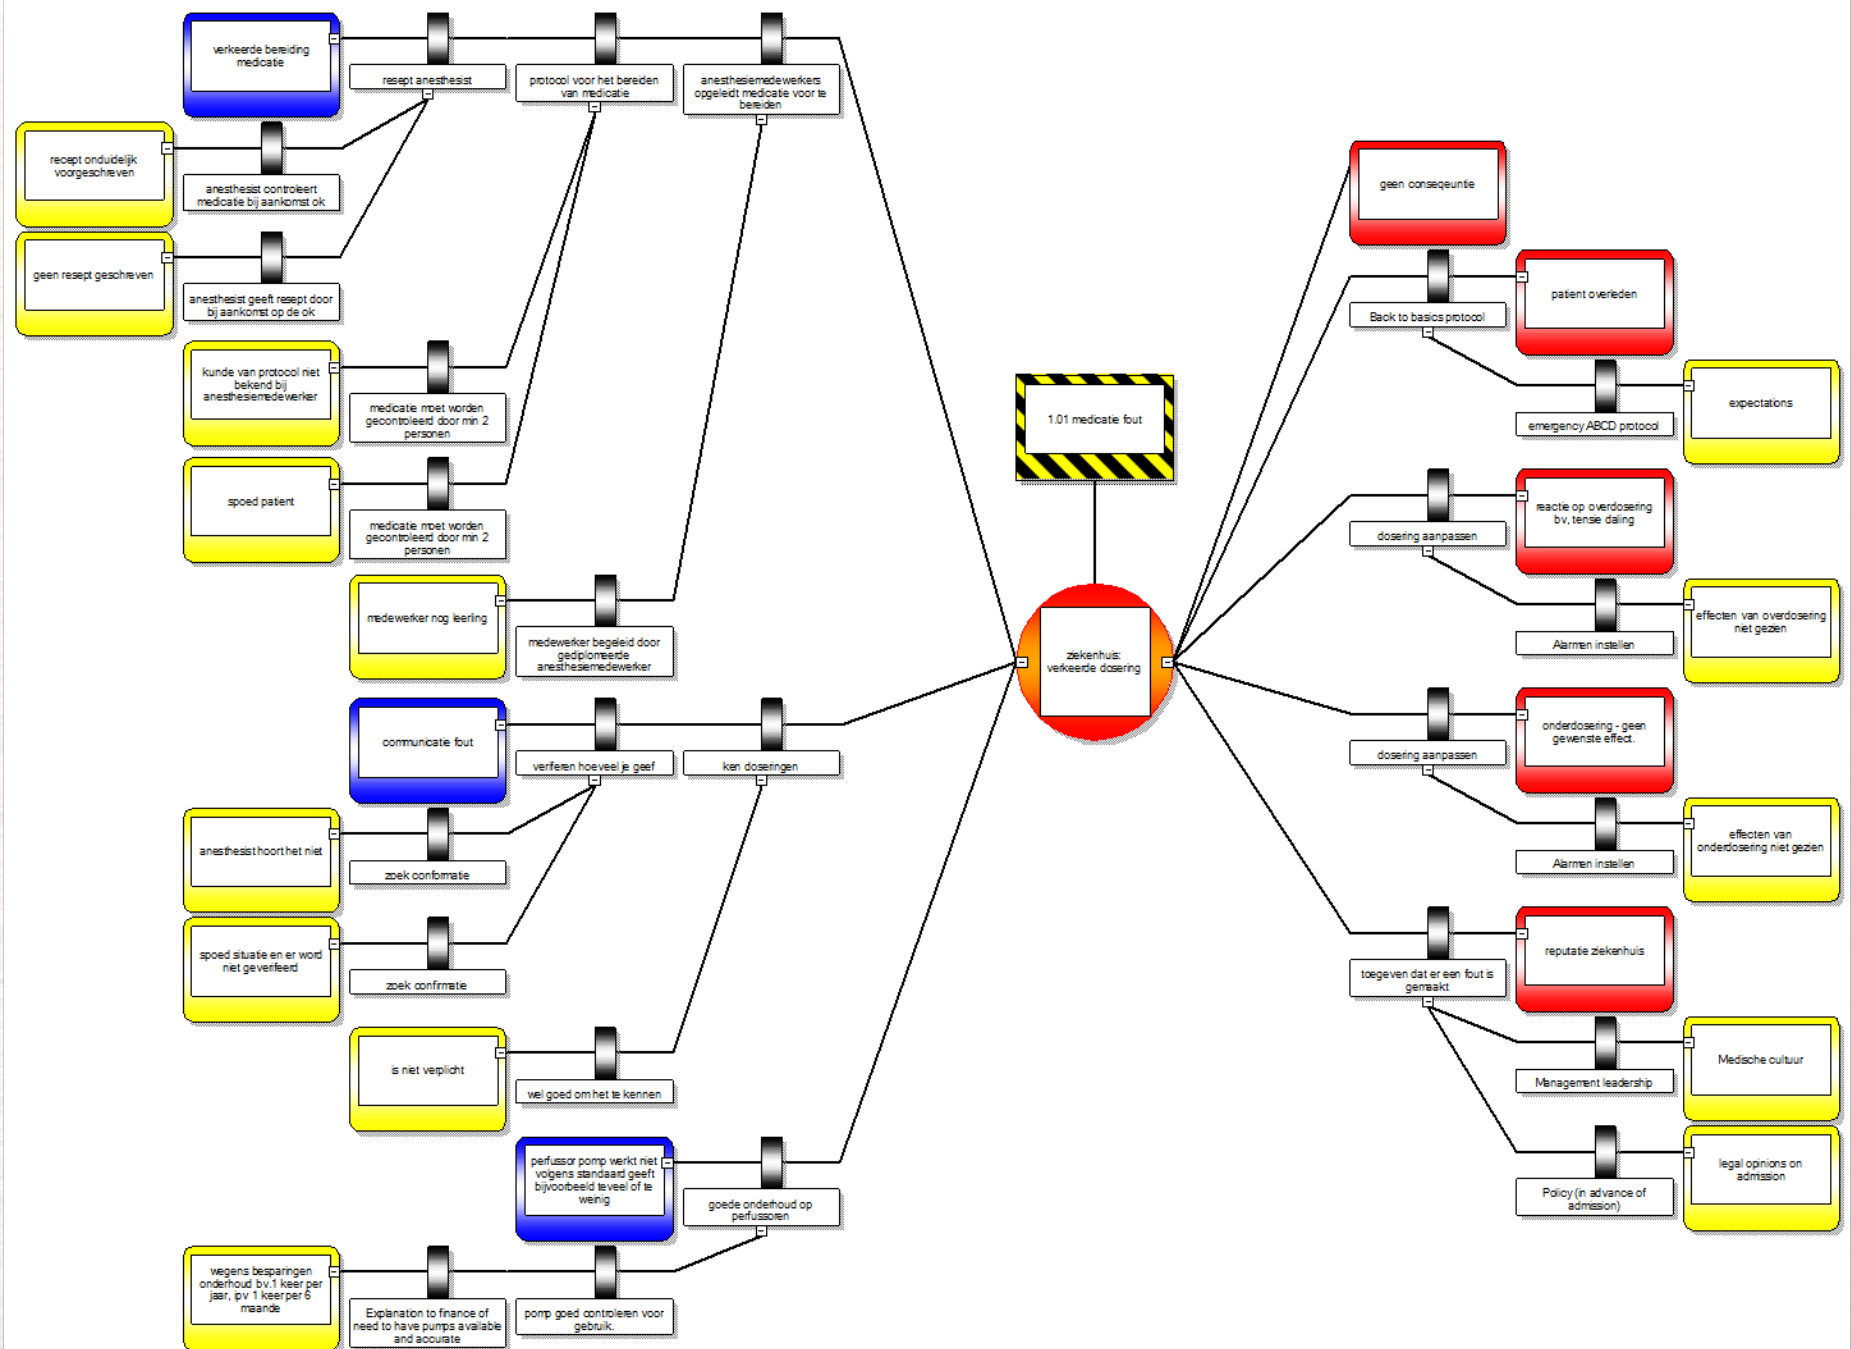 verkeerde bereiding
medicatie
resept anesthesist
protocol voor het bereiden
van medicatie
anesthesiemedewerkers
opgeleidt medicatie voor te
bereiden
recept onduidelijk
voorgeschreven
anesthesist controleert
medicatie bij aankomst ok
geen resept geschreven
anesthesist geeft resept door
bij aankomst op de ok
kunde van protocol niet
bekend bij
anesthesiemedewerker
medicatie moet worden
gecontroleerd door min 2
personen
spoed patient
medicatie moet worden
gecontroleerd door min 2
personen
medewerker nog leerling
medewerker begeleid door
gediplomeerde
anesthesiemedewerker
communicatie fout
verifieren hoeveel je geef
ken doseringen
anesthesist hoort het niet
zoek conformatie
spoed situatie en er word
niet geverifeerd
zoek confirmatie
is niet verplicht
wel goed om het te kennen
perfussor pomp werkt niet
volgens standaard geeft
bijvoorbeeld teveel of te
weinig
goede onderhoud op
perfussoren
wegens besparingen
onderhoud bv.1 keer per
jaar, ipv 1 keer per 6
maande
Explanation to finance of
need to have pumps available
and accurate
pomp goed controleren voor
gebruik.
1.01 medicatie fout
ziekenhuis:
verkeerde dosering
geen conseqeuntie
patient overleden
Back to basics protocol
expectations
emergency ABCD protocol
reactie op overdosering
bv, tensie daling
dosering aanpassen
effecten van overdosering
niet gezien
Alarmen instellen
onderdosering - geen
gewenste effect.
dosering aanpassen
effecten van
onderdosering niet gezien
Alarmen instellen
reputatie ziekenhuis
toegeven dat er een fout is
gemaakt
Medische cultuur
Management leadership
legal opinions on
admission
Policy (in advance of
admission)